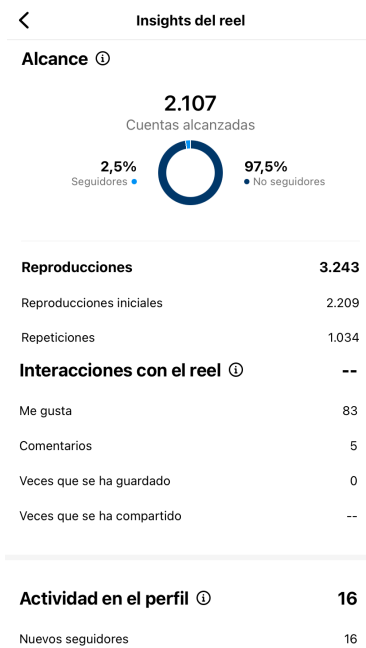 Insights del reel
Alcance
2.107
Cuentas alcanzadas
2,5%
Seguidores
97,5%
No seguidores
Reproducciones 3.243
Reproducciones iniciales 2.209
Repeticiones 1.034
Interacciones con el reel --
Me gusta 83
Comentarios 5
Veces que se ha guardado 0
Veces que se ha compartido --
Actividad en el perfil 16
Nuevos seguidores 16